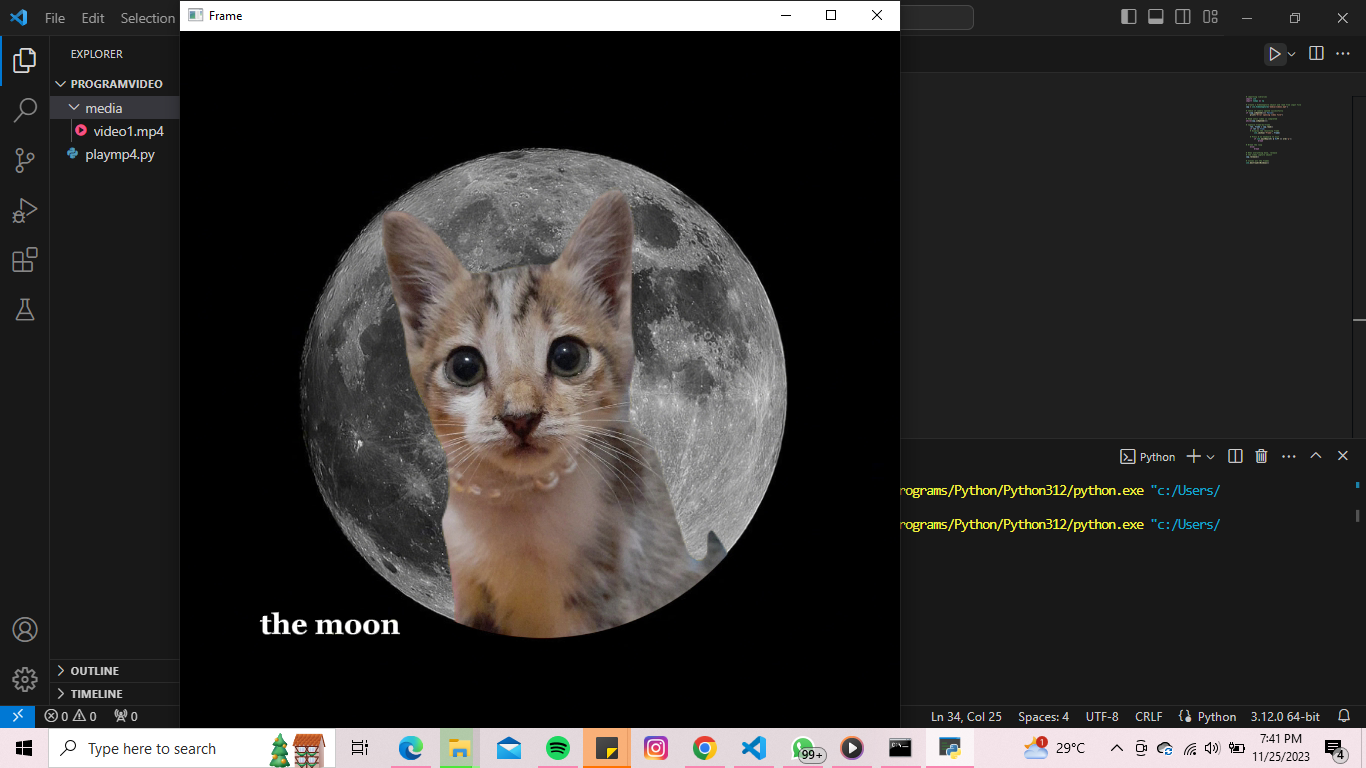 File Edit Selection
Frame
EXPLORER
PROGRAMVIDEO
media
video1.mp4
playmp4.py
the moon
Python
rograms/Python/Python312/python.exe "c:/Users/
rograms/Python/Python312/python.exe "c:/Users/
OUTLINE
TIMELINE
0 0 0
Ln 34, Col 25 Spaces: 4 UTF-8 CRLF Python 3.12.0 64-bit
Type here to search
99+
1
29°C
7:41 PM
11/25/2023
4